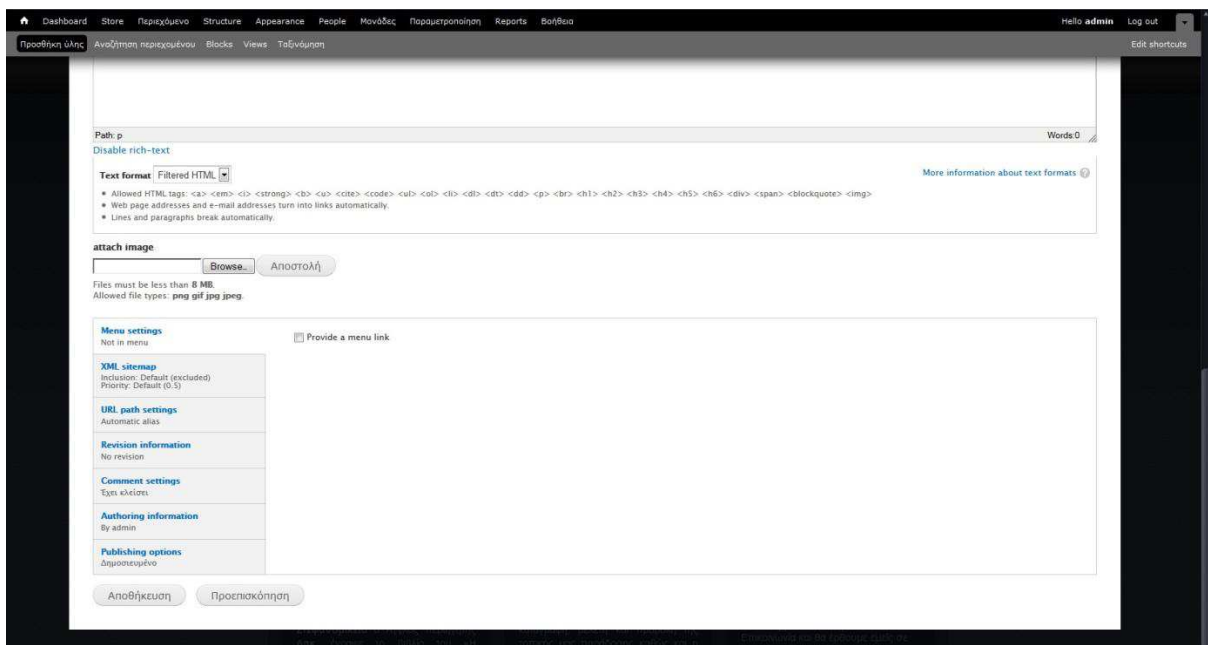 Dashboard Store Περιεχόμενο Structure Appearance People Μονάδες Παραμετροποίηση Reports Βοήθεια Hello admin Log out
Προσθήκη ύλης Αναζήτηση περιεχομένου Blocks Views Ταξινόμηση Edit shortcuts
Path: p Words:0
Disable rich-text
Text format Filtered HTML More information about text formats
Allowed HTML tags: <a> <em> <i> <strong> <b> <u> <cite> <code> <ul> <ol> <li> <dl> <dt> <dd> <p> <br> <h1> <h2> <h3> <h4> <h5> <h6> <div> <span> <blockquote> <img>
Web page addresses and e-mail addresses turn into links automatically.
Lines and paragraphs break automatically.
attach image
Browse... Αποστολή
Files must be less than 8 MB.
Allowed file types: png gif jpg jpeg.
Menu settings
Not in menu
Provide a menu link
XML sitemap
Inclusion: Default (excluded)
Priority: Default (0.5)
URL path settings
Automatic alias
Revision information
No revision
Comment settings
Έχει κλείσει
Authoring information
By admin
Publishing options
Δημοσιευμένο
Αποθήκευση Προεπισκόπηση
Επικοινωνία και θα έρθουμε εμείς σε